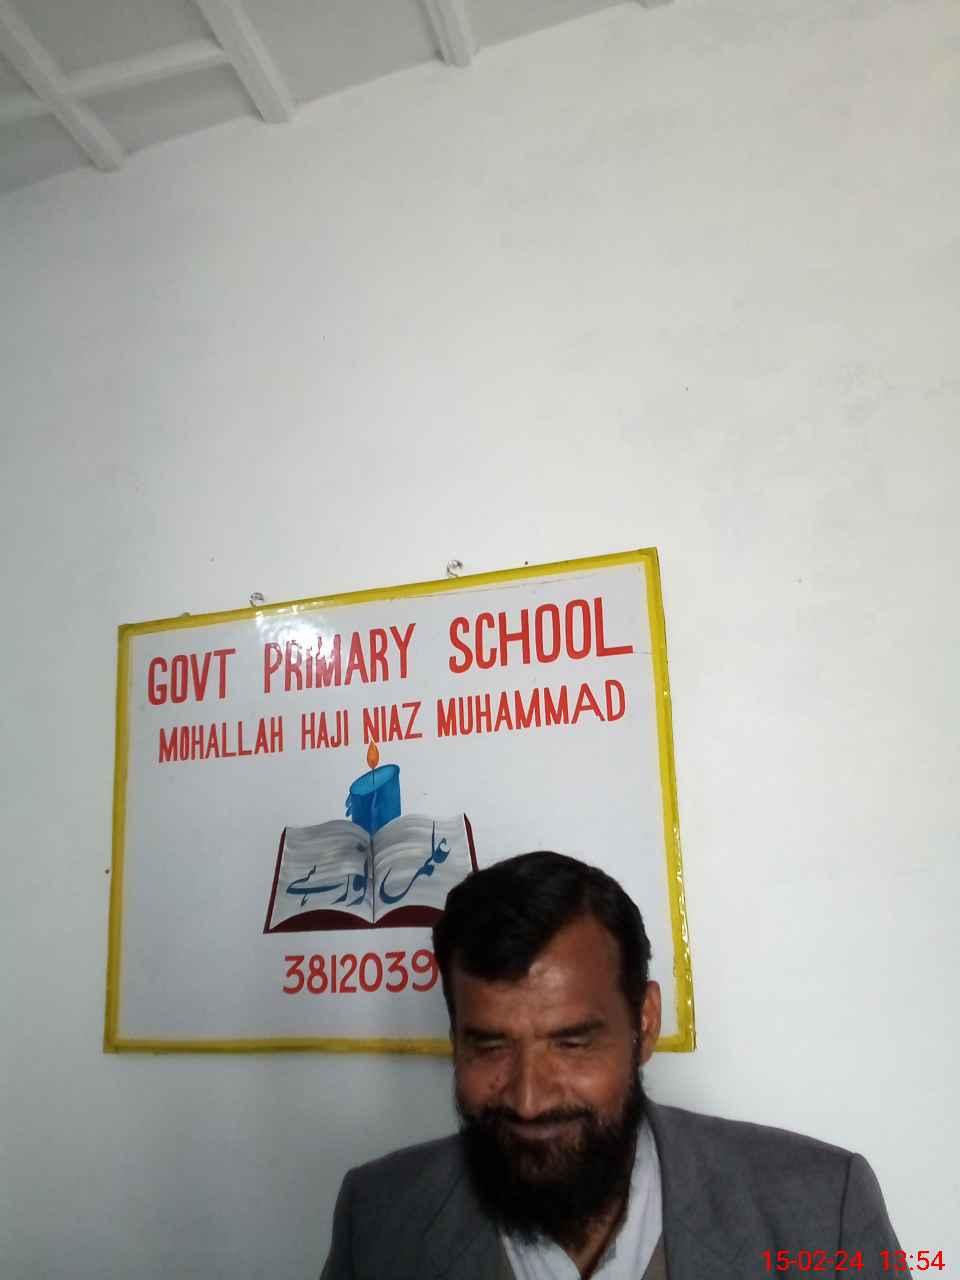 GOVT PRIMARY SCHOOL
MOHALLAH HAJI NIAZ MUHAMMAD
علم نور ہے
3812039
15-02-24 13:54